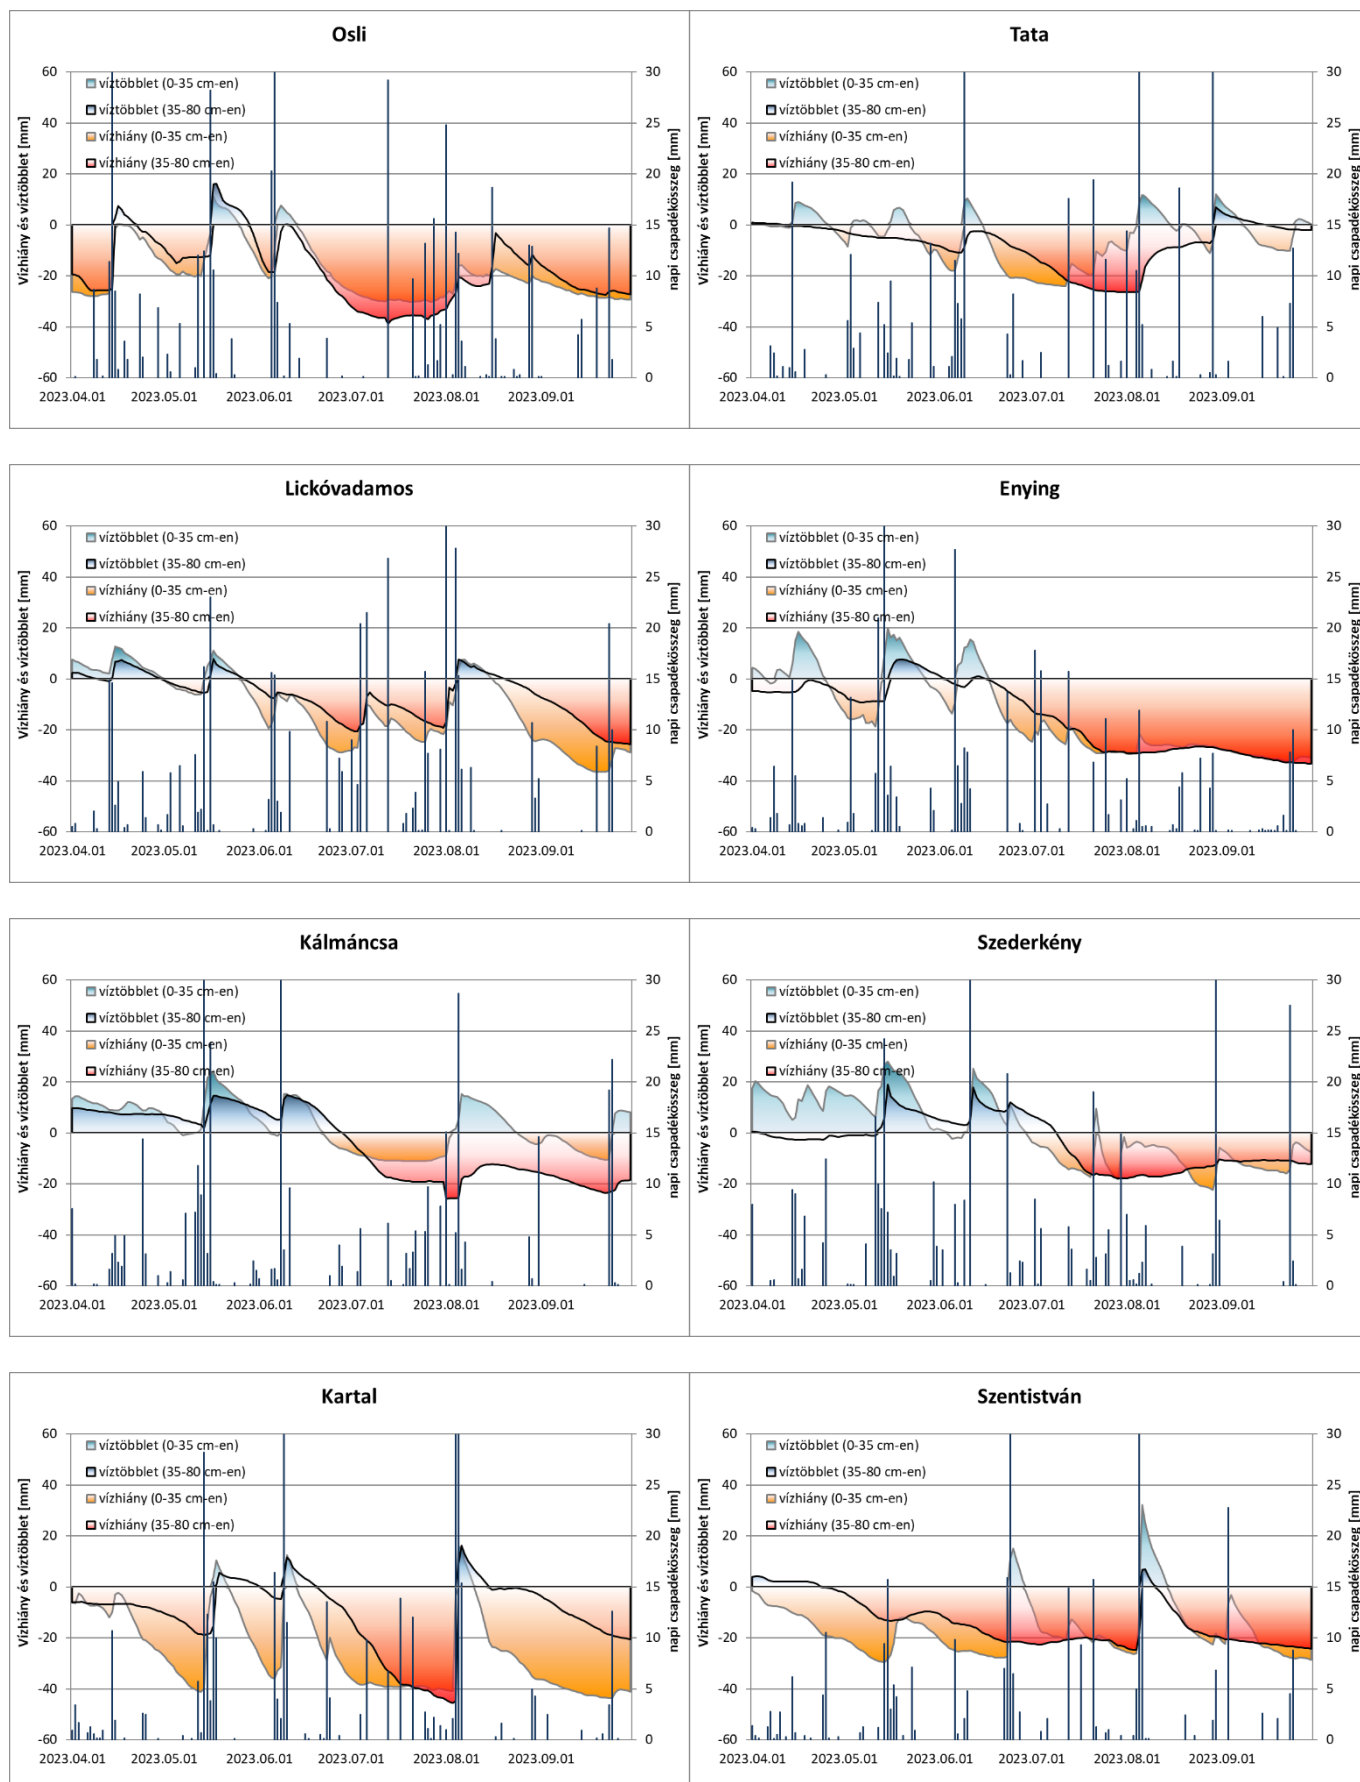 Osli
víztöbblet (0-35 cm-en)
víztöbblet (35-80 cm-en)
vízhiány (0-35 cm-en)
vízhiány (35-80 cm-en)
Vízhiány és víztöbblet [mm]
60
40
20
0
-20
-40
-60
30
25
20
15
10
5
0
napi csapadékösszeg [mm]
2023.04.01 2023.05.01 2023.06.01 2023.07.01 2023.08.01 2023.09.01
Tata
víztöbblet (0-35 cm-en)
víztöbblet (35-80 cm-en)
vízhiány (0-35 cm-en)
vízhiány (35-80 cm-en)
Vízhiány és víztöbblet [mm]
60
40
20
0
-20
-40
-60
30
25
20
15
10
5
0
napi csapadékösszeg [mm]
2023.04.01 2023.05.01 2023.06.01 2023.07.01 2023.08.01 2023.09.01
Lickóvadamos
víztöbblet (0-35 cm-en)
víztöbblet (35-80 cm-en)
vízhiány (0-35 cm-en)
vízhiány (35-80 cm-en)
Vízhiány és víztöbblet [mm]
60
40
20
0
-20
-40
-60
30
25
20
15
10
5
0
napi csapadékösszeg [mm]
2023.04.01 2023.05.01 2023.06.01 2023.07.01 2023.08.01 2023.09.01
Enying
víztöbblet (0-35 cm-en)
víztöbblet (35-80 cm-en)
vízhiány (0-35 cm-en)
vízhiány (35-80 cm-en)
Vízhiány és víztöbblet [mm]
60
40
20
0
-20
-40
-60
30
25
20
15
10
5
0
napi csapadékösszeg [mm]
2023.04.01 2023.05.01 2023.06.01 2023.07.01 2023.08.01 2023.09.01
Kálmáncsa
víztöbblet (0-35 cm-en)
víztöbblet (35-80 cm-en)
vízhiány (0-35 cm-en)
vízhiány (35-80 cm-en)
Vízhiány és víztöbblet [mm]
60
40
20
0
-20
-40
-60
30
25
20
15
10
5
0
napi csapadékösszeg [mm]
2023.04.01 2023.05.01 2023.06.01 2023.07.01 2023.08.01 2023.09.01
Szederkény
víztöbblet (0-35 cm-en)
víztöbblet (35-80 cm-en)
vízhiány (0-35 cm-en)
vízhiány (35-80 cm-en)
Vízhiány és víztöbblet [mm]
60
40
20
0
-20
-40
-60
30
25
20
15
10
5
0
napi csapadékösszeg [mm]
2023.04.01 2023.05.01 2023.06.01 2023.07.01 2023.08.01 2023.09.01
Kartal
víztöbblet (0-35 cm-en)
víztöbblet (35-80 cm-en)
vízhiány (0-35 cm-en)
vízhiány (35-80 cm-en)
Vízhiány és víztöbblet [mm]
60
40
20
0
-20
-40
-60
30
25
20
15
10
5
0
napi csapadékösszeg [mm]
2023.04.01 2023.05.01 2023.06.01 2023.07.01 2023.08.01 2023.09.01
Szentistván
víztöbblet (0-35 cm-en)
víztöbblet (35-80 cm-en)
vízhiány (0-35 cm-en)
vízhiány (35-80 cm-en)
Vízhiány és víztöbblet [mm]
60
40
20
0
-20
-40
-60
30
25
20
15
10
5
0
napi csapadékösszeg [mm]
2023.04.01 2023.05.01 2023.06.01 2023.07.01 2023.08.01 2023.09.01